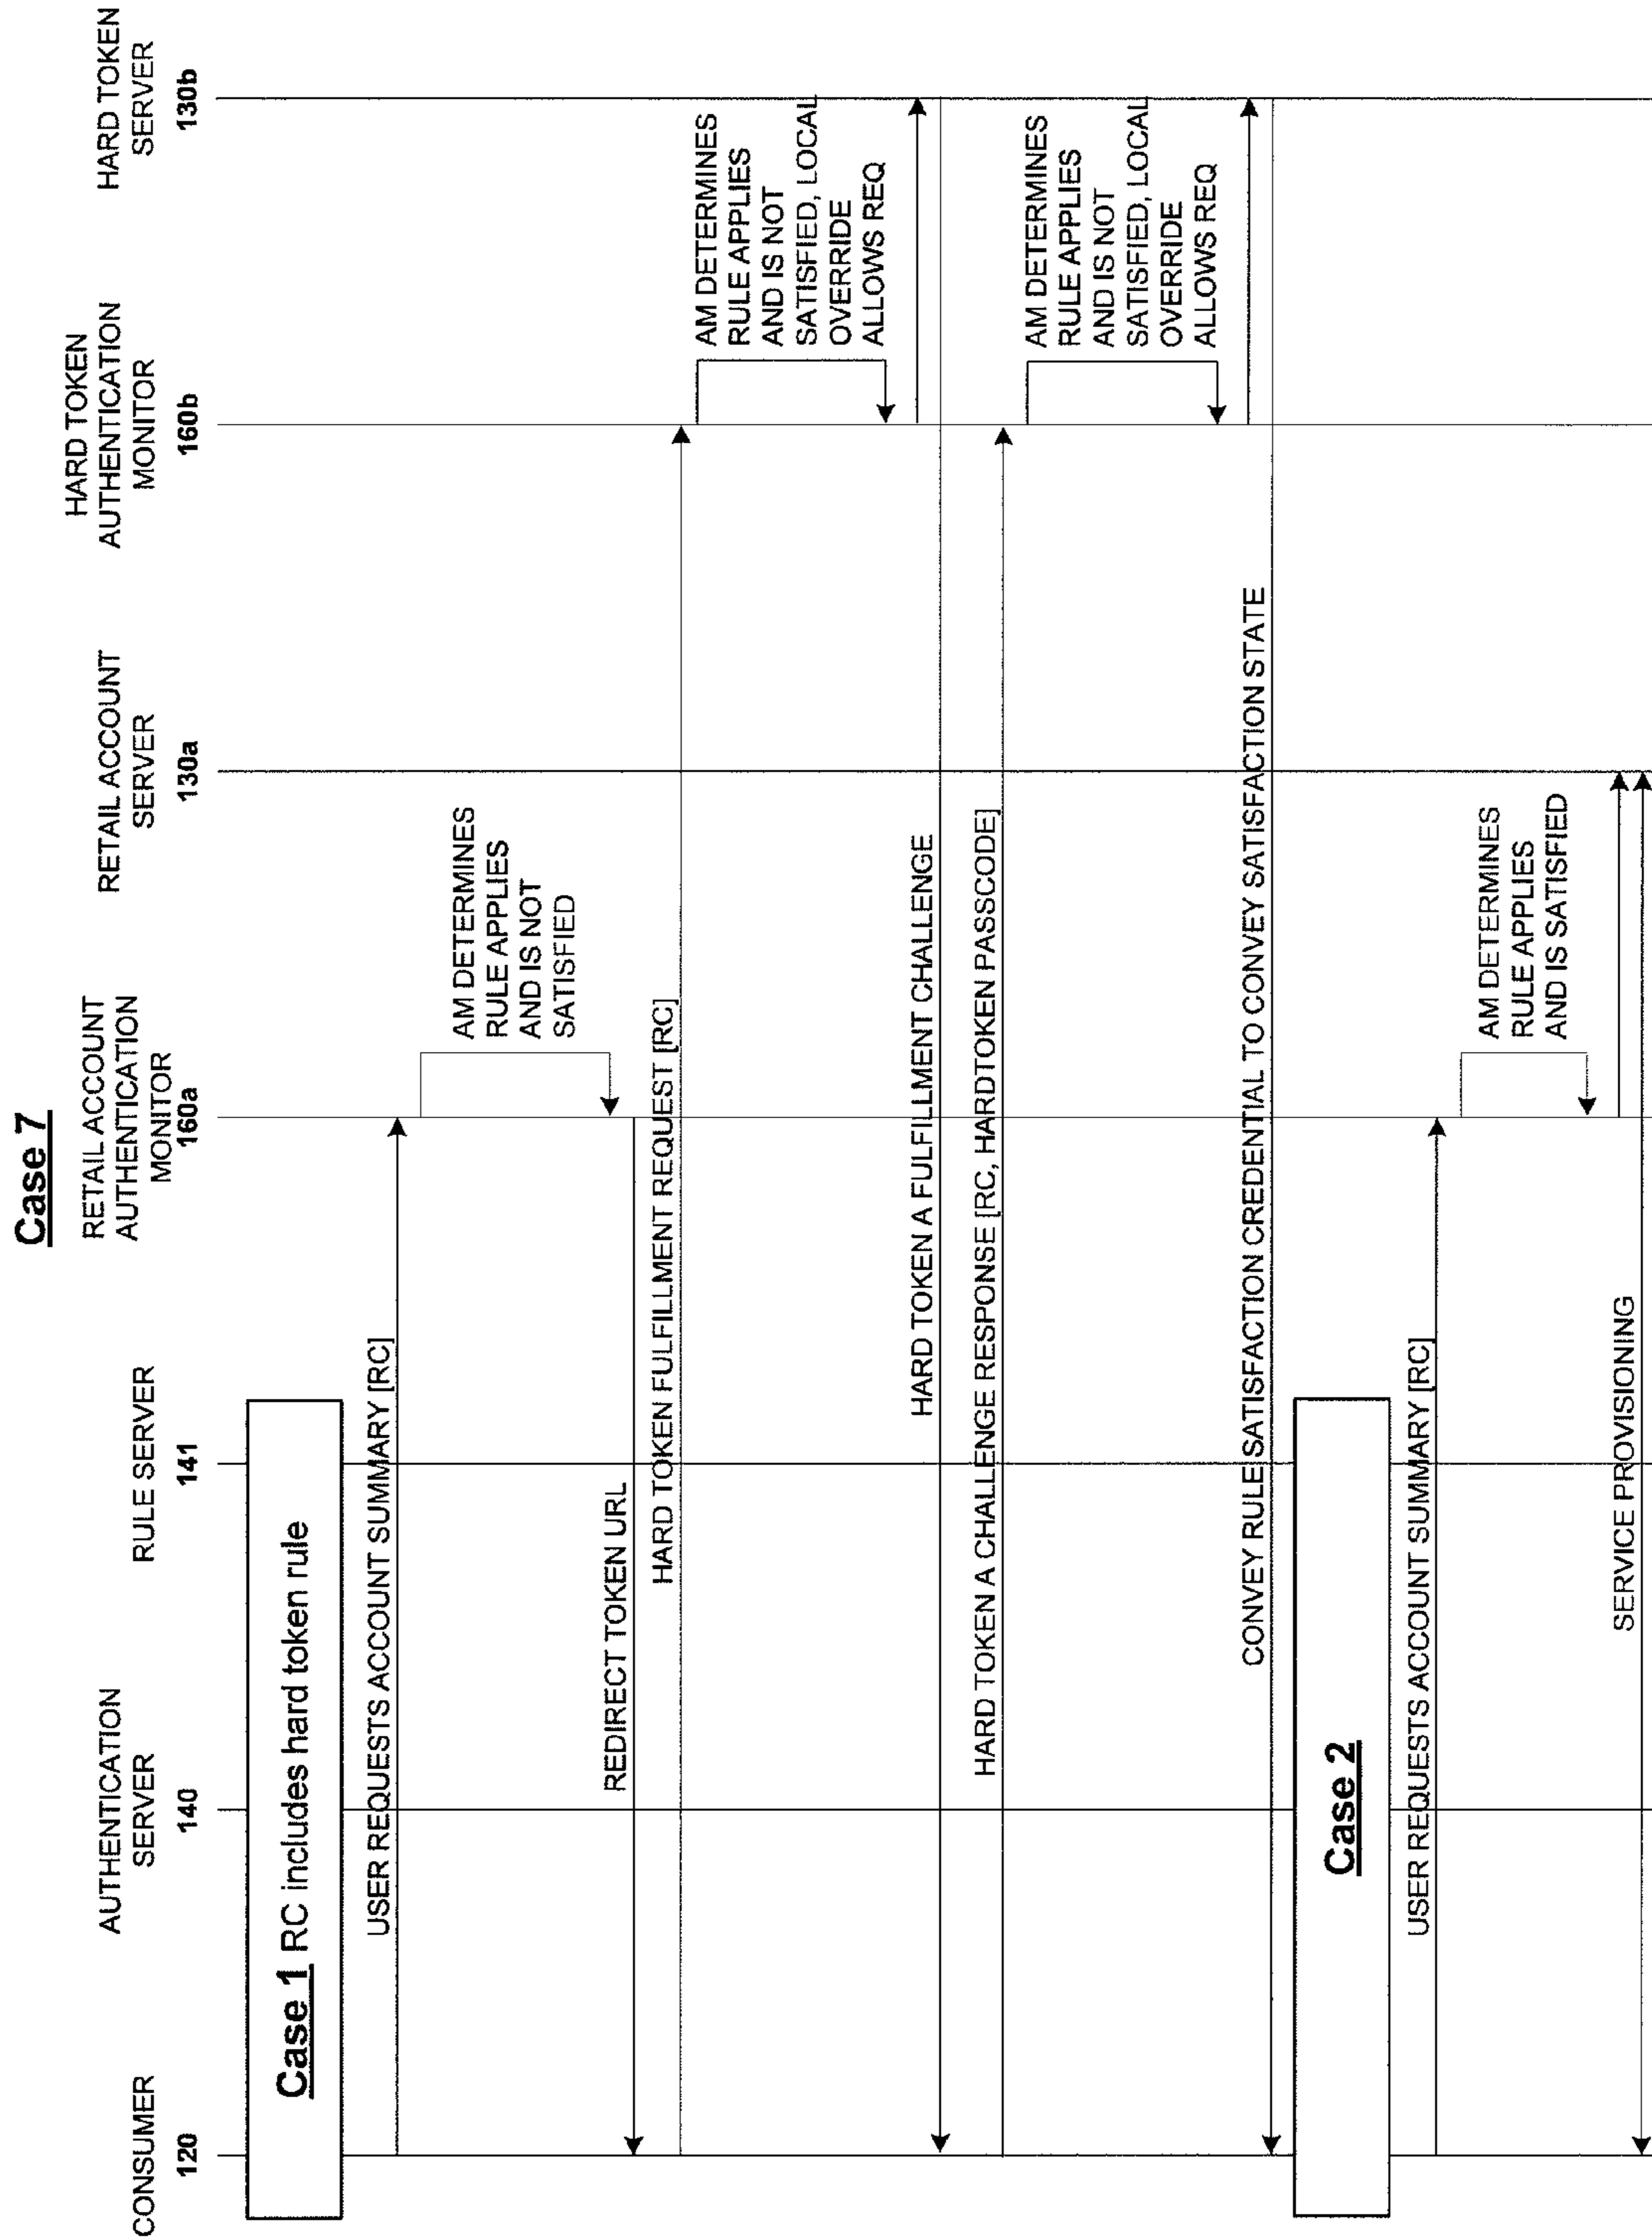 Case 7
CONSUMER
120
AUTHENTICATION
SERVER
140
RULE SERVER
141
RETAIL ACCOUNT
AUTHENTICATION
MONITOR
160a
RETAIL ACCOUNT
SERVER
130a
HARD TOKEN
AUTHENTICATION
MONITOR
160b
HARD TOKEN
SERVER
130b
Case 1 RC includes hard token rule
USER REQUESTS ACCOUNT SUMMARY [RC]
AM DETERMINES
RULE APPLIES
AND IS NOT
SATISFIED
REDIRECT TOKEN URL
HARD TOKEN FULFILLMENT REQUEST [RC]
AM DETERMINES
RULE APPLIES
AND IS NOT
SATISFIED, LOCAL
OVERRIDE
ALLOWS REQ
HARD TOKEN A FULFILLMENT CHALLENGE
HARD TOKEN A CHALLENGE RESPONSE [RC, HARDTOKEN PASSCODE]
AM DETERMINES
RULE APPLIES
AND IS NOT
SATISFIED, LOCAL
OVERRIDE
ALLOWS REQ
CONVEY RULE SATISFACTION CREDENTIAL TO CONVEY SATISFACTION STATE
Case 2
USER REQUESTS ACCOUNT SUMMARY [RC]
AM DETERMINES
RULE APPLIES
AND IS SATISFIED
SERVICE PROVISIONING